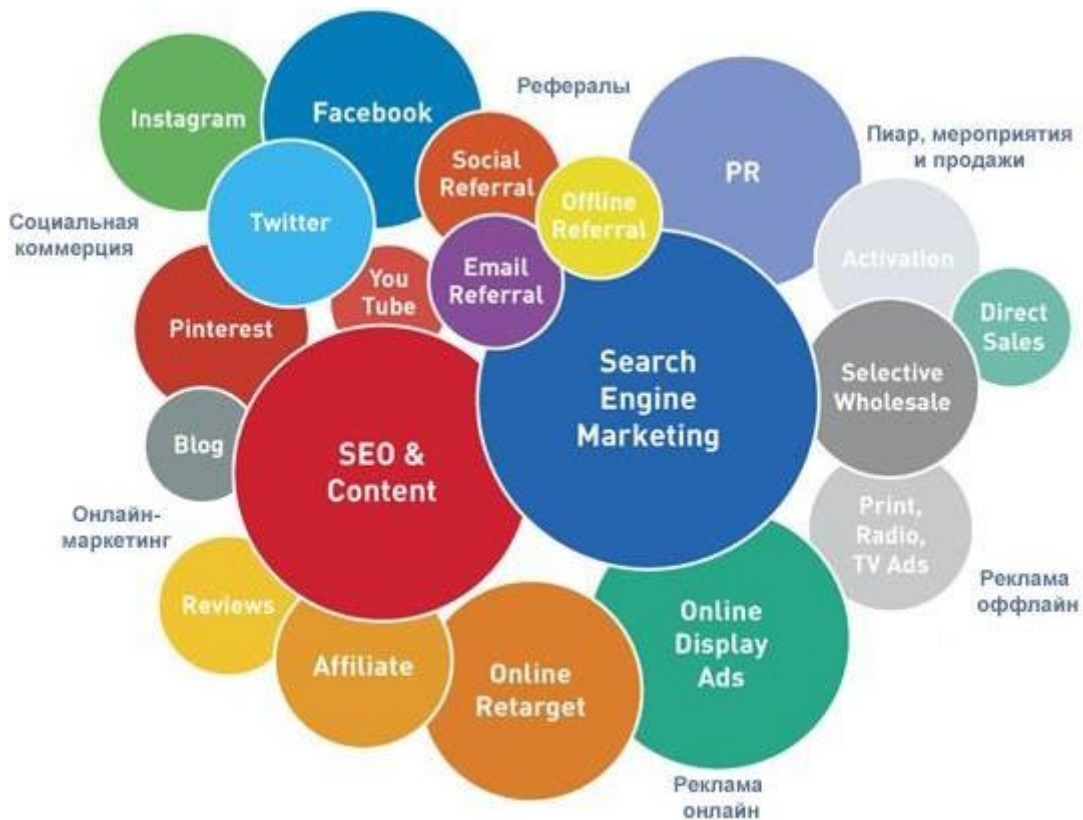 Instagram
Facebook
Рефералы
Social
Referral
PR
Пиар, мероприятия
и продажи
Offline
Referral
Twitter
Социальная
коммерция
Activation
Email
Referral
You
Tube
Pinterest
Direct
Sales
Search
Engine
Marketing
Selective
Wholesale
Blog
SEO &
Content
Онлайн-
маркетинг
Print,
Radio,
TV Ads
Реклама
оффлайн
Reviews
Affiliate
Online
Retarget
Online
Display
Ads
Реклама
онлайн